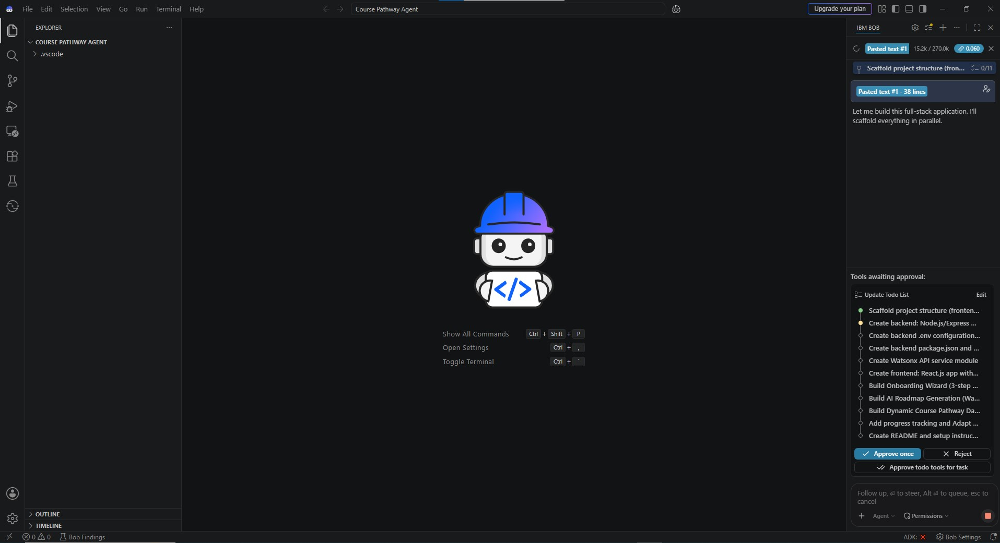 File Edit Selection View Go Run Terminal Help
Course Pathway Agent
Upgrade your plan
EXPLORER
COURSE PATHWAY AGENT
.vscode
OUTLINE
TIMELINE
</>
Show All Commands Ctrl + Shift + P
Open Settings Ctrl + ,
Toggle Terminal Ctrl + `
IBM BOB
Pasted text #1 15.2k / 270.0k 0.060
Scaffold project structure (fron... 0/11
Pasted text #1 - 38 lines
Let me build this full-stack application. I'll
scaffold everything in parallel.
Tools awaiting approval:
Update Todo List Edit
Scaffold project structure (fronten...
Create backend: Node.js/Express ...
Create backend .env configuration...
Create backend package.json and ...
Create Watsonx API service module
Create frontend: React.js app with...
Build Onboarding Wizard (3-step ...
Build AI Roadmap Generation (Wa...
Build Dynamic Course Pathway Da...
Add progress tracking and Adapt ...
Create README and setup instruc...
Approve once Reject
Approve todo tools for task
Follow up, ⏎ to steer, Alt ⏎ to queue, esc to
cancel
Agent Permissions
0 0 Bob Findings
ADK: Bob Settings